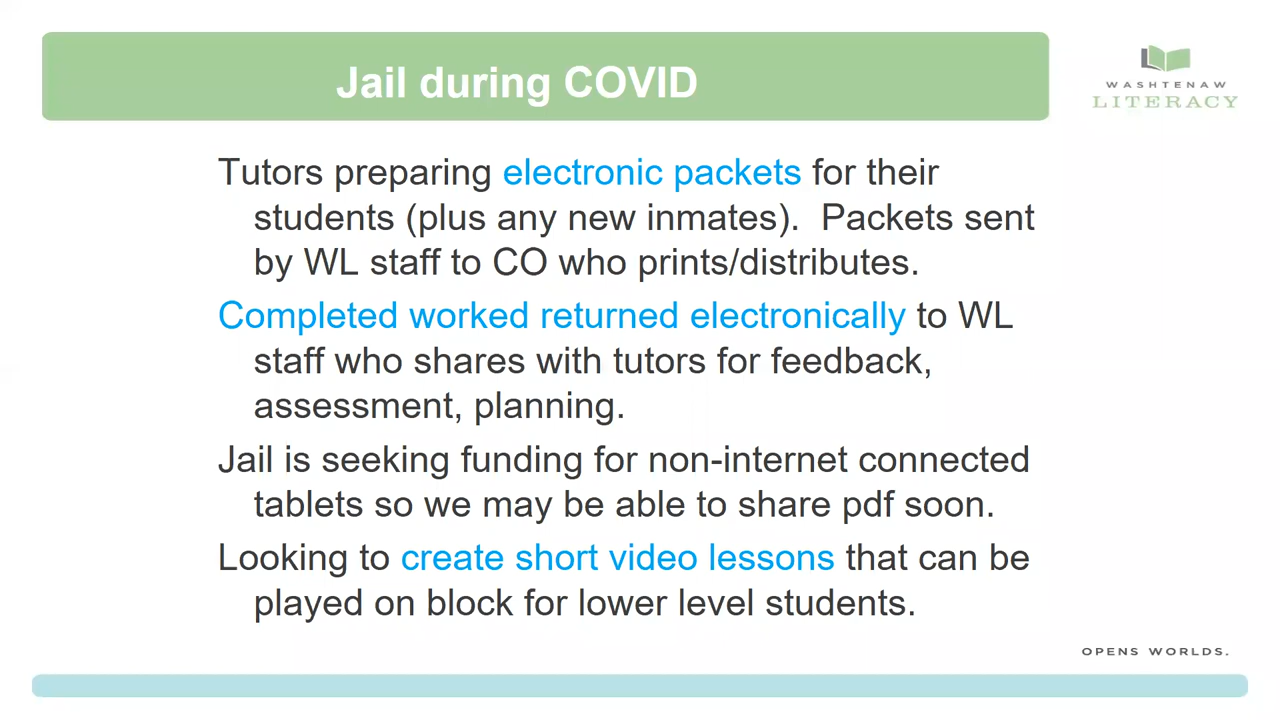 Jail during COVID
WASHTENAW
LITERACY
Tutors preparing electronic packets for their
students (plus any new inmates).  Packets sent
by WL staff to CO who prints/distributes.
Completed worked returned electronically to WL
staff who shares with tutors for feedback,
assessment, planning.
Jail is seeking funding for non-internet connected
tablets so we may be able to share pdf soon.
Looking to create short video lessons that can be
played on block for lower level students.
OPENS WORLDS.